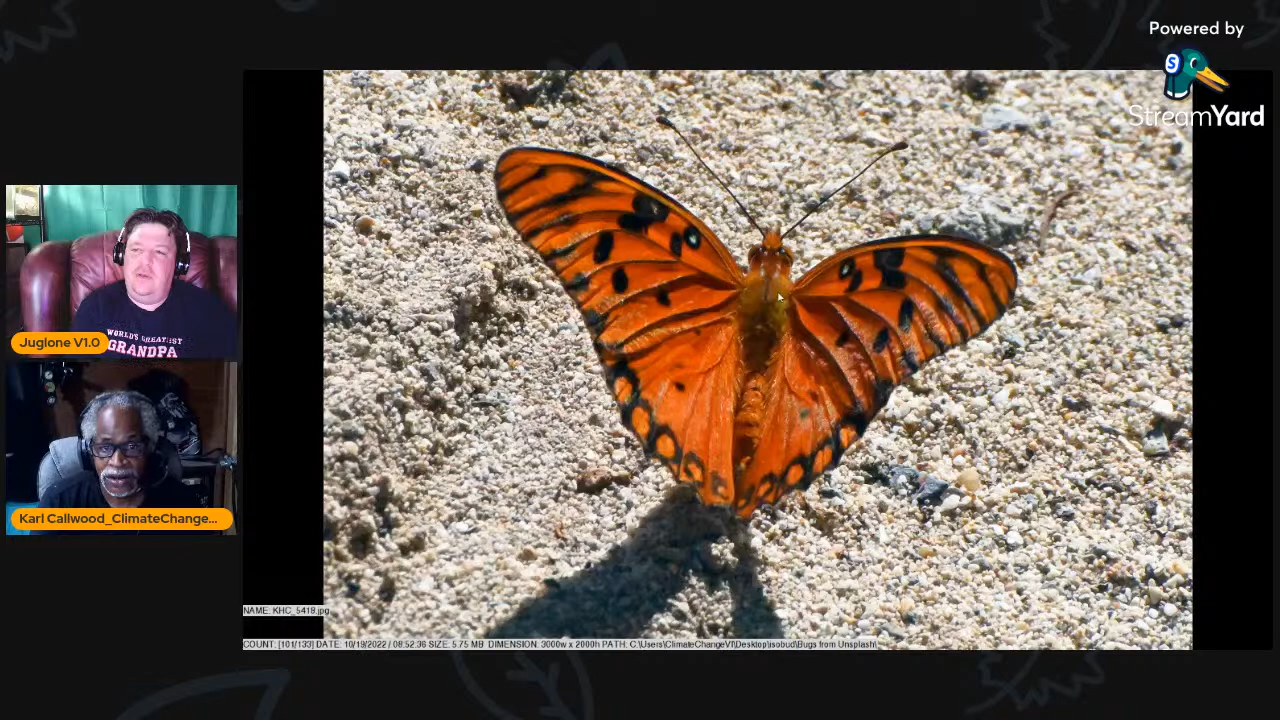 Powered by
S
StreamYard
WORLD'S GREATEST
GRANDPA
Jugione V1.0
Karl Callwood_ClimateChange...
NAME: KHC_5418.jpg
COUNT: [101/133] DATE: 10/19/2022 / 08:52:36 SIZE: 5.75 MB DIMENSION: 3000w x 2000h PATH: C:\Users\ClimateChangeVI\Desktop\isobud\Bugs from Unsplash\